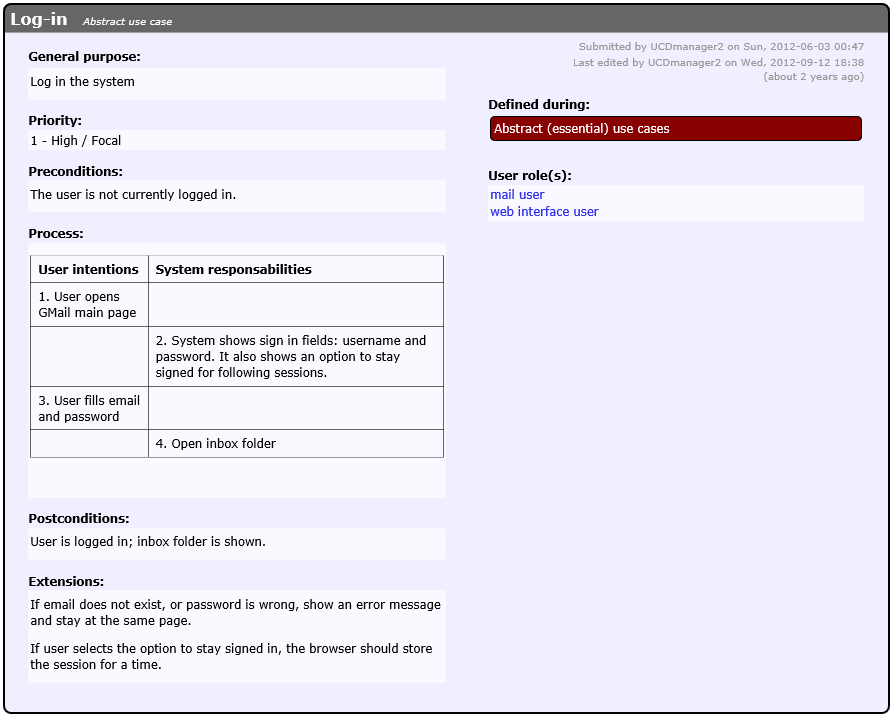 Log-in Abstract use case
Submitted by UCDmanager2 on Sun, 2012-06-03 00:47
Last edited by UCDmanager2 on Wed, 2012-09-12 18:38
(about 2 years ago)
General purpose:
Log in the system
Priority:
1 - High / Focal
Preconditions:
The user is not currently logged in.
Process:
User intentions System responsabilities
1. User opens
GMail main page
2. System shows sign in fields: username and
password. It also shows an option to stay
signed for following sessions.
3. User fills email
and password
4. Open inbox folder
Postconditions:
User is logged in; inbox folder is shown.
Extensions:
If email does not exist, or password is wrong, show an error message
and stay at the same page.
If user selects the option to stay signed in, the browser should store
the session for a time.
Defined during:
Abstract (essential) use cases
User role(s):
mail user
web interface user